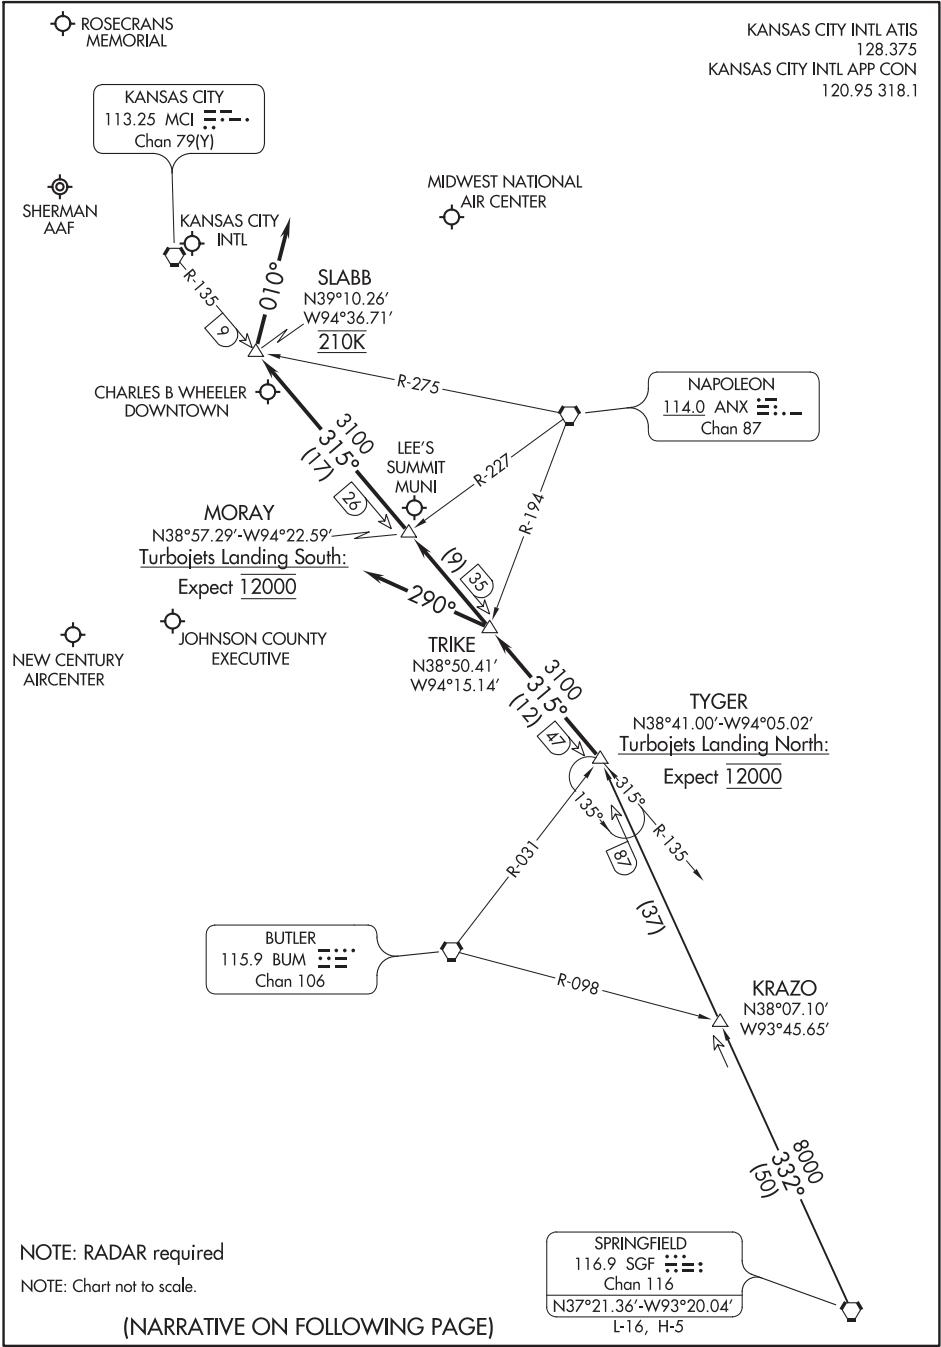 ROSECRANS
MEMORIAL
KANSAS CITY INTL ATIS
128.375
KANSAS CITY INTL APP CON
120.95 318.1
KANSAS CITY
113.25 MCI
Chan 79(Y)
SHERMAN
AAF
KANSAS CITY
INTL
MIDWEST NATIONAL
AIR CENTER
R-135
9
010°
SLABB
N39°10.26'
W94°36.71'
210K
CHARLES B WHEELER
DOWNTOWN
R-275
NAPOLEON
114.0 ANX
Chan 87
3100
315°
(17)
LEE'S
SUMMIT
MUNI
R-227
R-194
26
MORAY
N38°57.29'-W94°22.59'
Turbojets Landing South:
Expect 12000
(9)
35
290°
NEW CENTURY
AIRCENTER
JOHNSON COUNTY
EXECUTIVE
TRIKE
N38°50.41'
W94°15.14'
3100
315°
(12)
47
TYGER
N38°41.00'-W94°05.02'
Turbojets Landing North:
Expect 12000
315°
135°
R-135
87
R-031
(37)
BUTLER
115.9 BUM
Chan 106
R-098
KRAZO
N38°07.10'
W93°45.65'
8000
332°
(50)
NOTE: RADAR required
NOTE: Chart not to scale.
SPRINGFIELD
116.9 SGF
Chan 116
N37°21.36'-W93°20.04'
L-16, H-5
(NARRATIVE ON FOLLOWING PAGE)